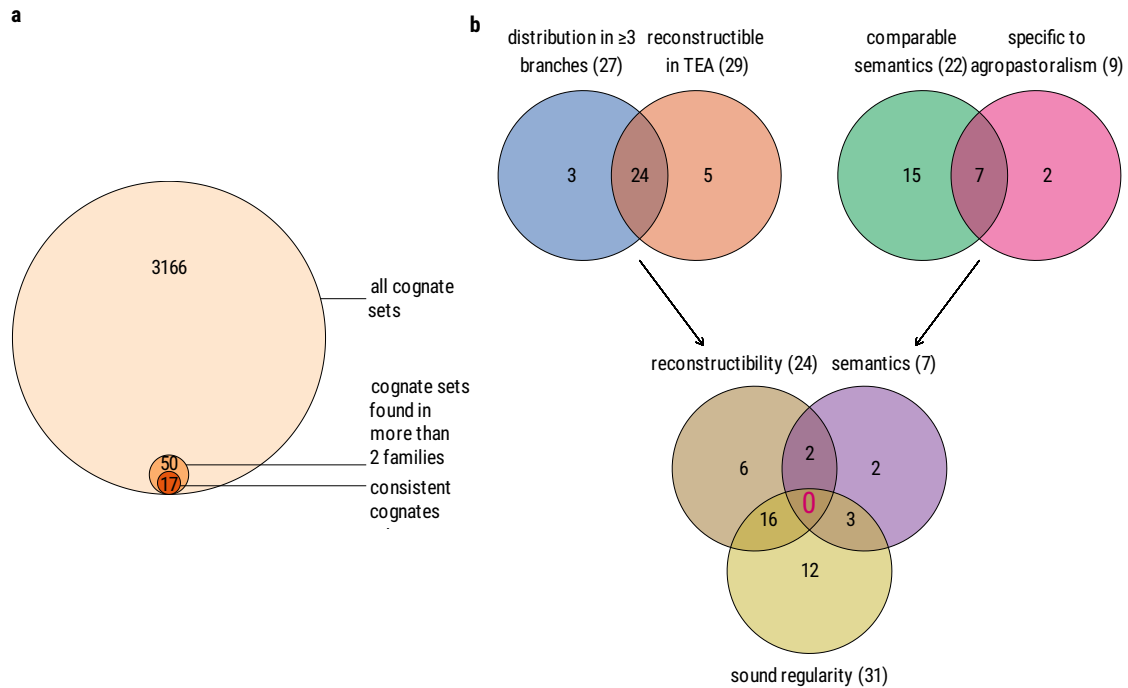 a
3166
all cognate
sets
cognate sets
found in
more than
2 families
50
17
consistent
cognates
b
distribution in ≥3
branches (27)
reconstructible
in TEA (29)
comparable
semantics (22)
specific to
agropastoralism (9)
3
24
5
15
7
2
reconstructibility (24)
semantics (7)
6
2
2
0
16
3
12
sound regularity (31)